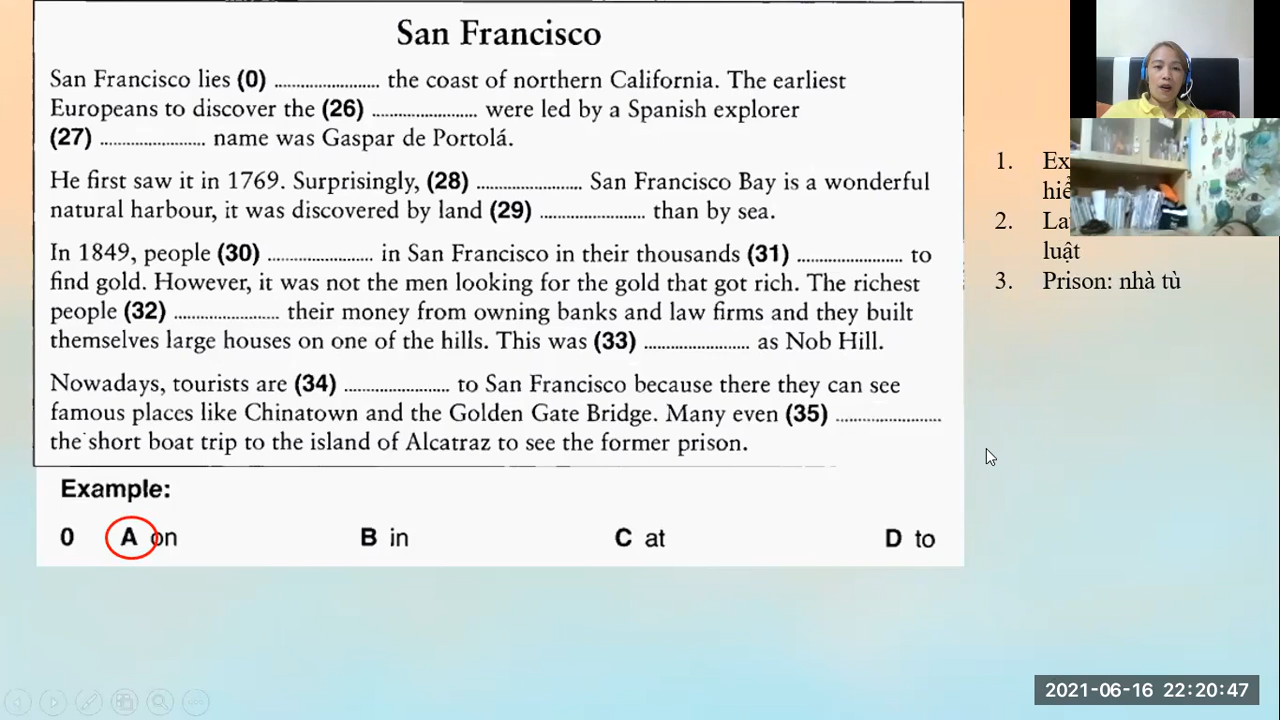 San Francisco
San Francisco lies (0) ........................ the coast of northern California. The earliest
Europeans to discover the (26) ........................ were led by a Spanish explorer
(27) ........................ name was Gaspar de Portolá.
He first saw it in 1769. Surprisingly, (28) ........................ San Francisco Bay is a wonderful
natural harbour, it was discovered by land (29) ........................ than by sea.
In 1849, people (30) ........................ in San Francisco in their thousands (31) ........................ to
find gold. However, it was not the men looking for the gold that got rich. The richest
people (32) ........................ their money from owning banks and law firms and they built
themselves large houses on one of the hills. This was (33) ........................ as Nob Hill.
Nowadays, tourists are (34) ........................ to San Francisco because there they can see
famous places like Chinatown and the Golden Gate Bridge. Many even (35) ........................
the short boat trip to the island of Alcatraz to see the former prison.
Example:
0 A on B in C at D to
1. Ex
hiể
2. La
luật
3. Prison: nhà tù
2021-06-16 22:20:47